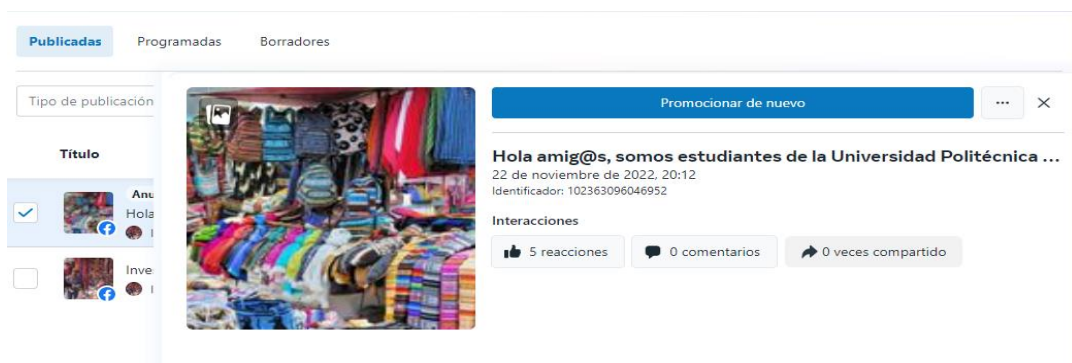 Publicadas Programadas Borradores
Tipo de publicación
Título
Anu
Hola
Inve
Promocionar de nuevo
Hola amig@s, somos estudiantes de la Universidad Politécnica ...
22 de noviembre de 2022, 20:12
Identificador: 102363096046952
Interacciones
5 reacciones 0 comentarios 0 veces compartido